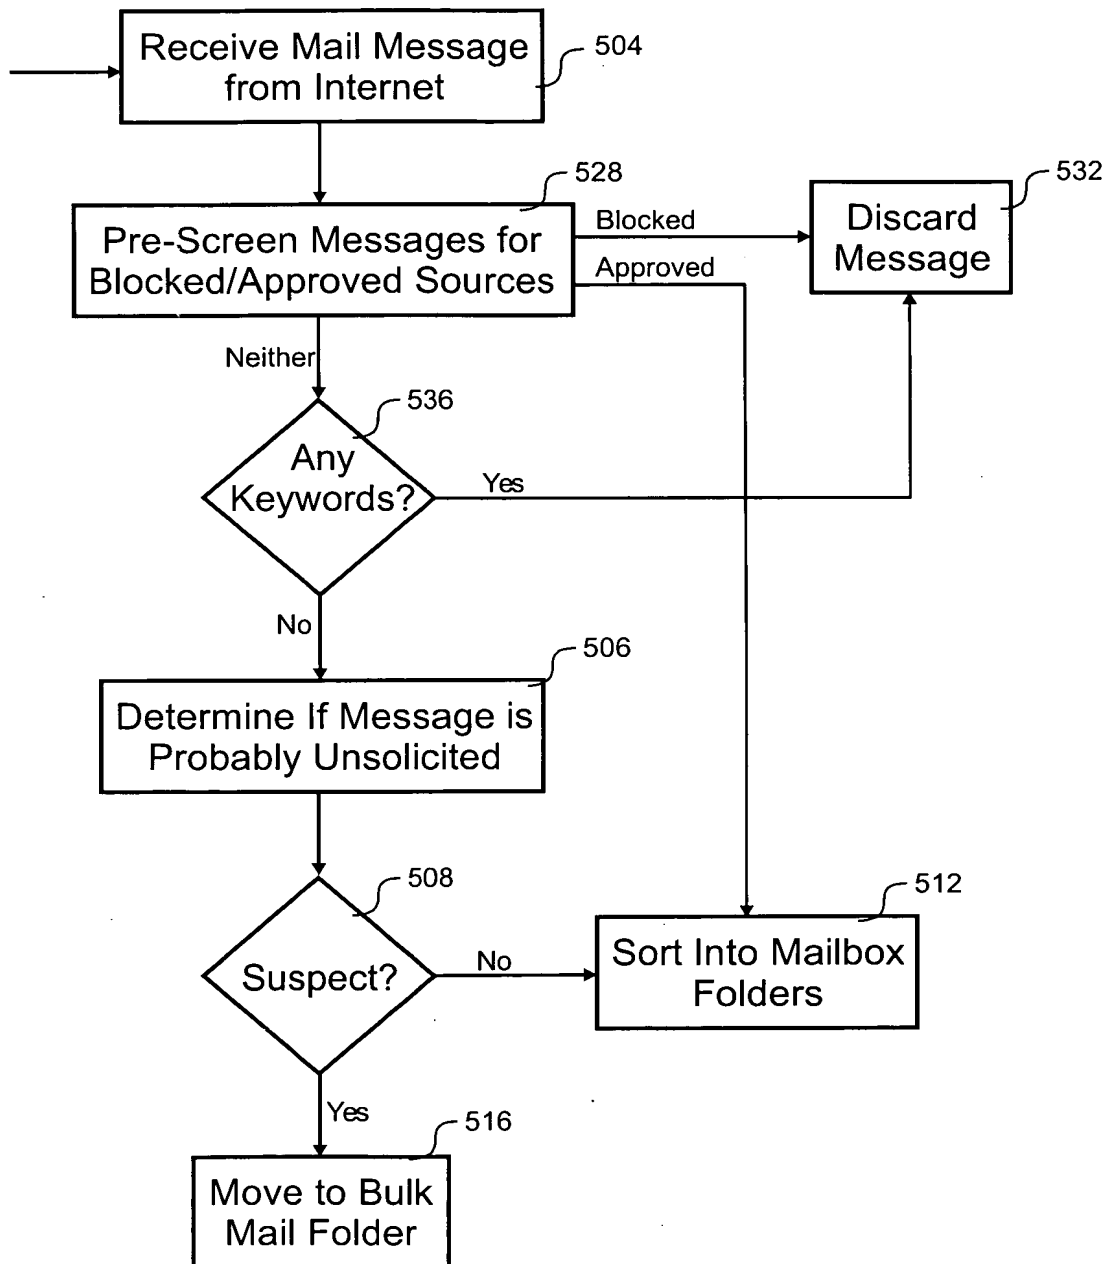 Receive Mail Message
from Internet
504
528
Pre-Screen Messages for
Blocked/Approved Sources
Blocked
Approved
532
Discard
Message
Neither
536
Any
Keywords?
Yes
No
506
Determine If Message is
Probably Unsolicited
508
Suspect?
No
512
Sort Into Mailbox
Folders
Yes
516
Move to Bulk
Mail Folder